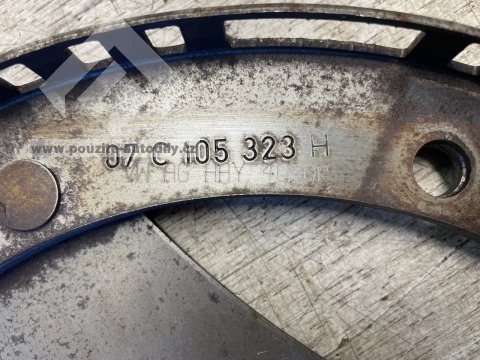 www.pouzite-autodily.cz
07 C 105 323 H